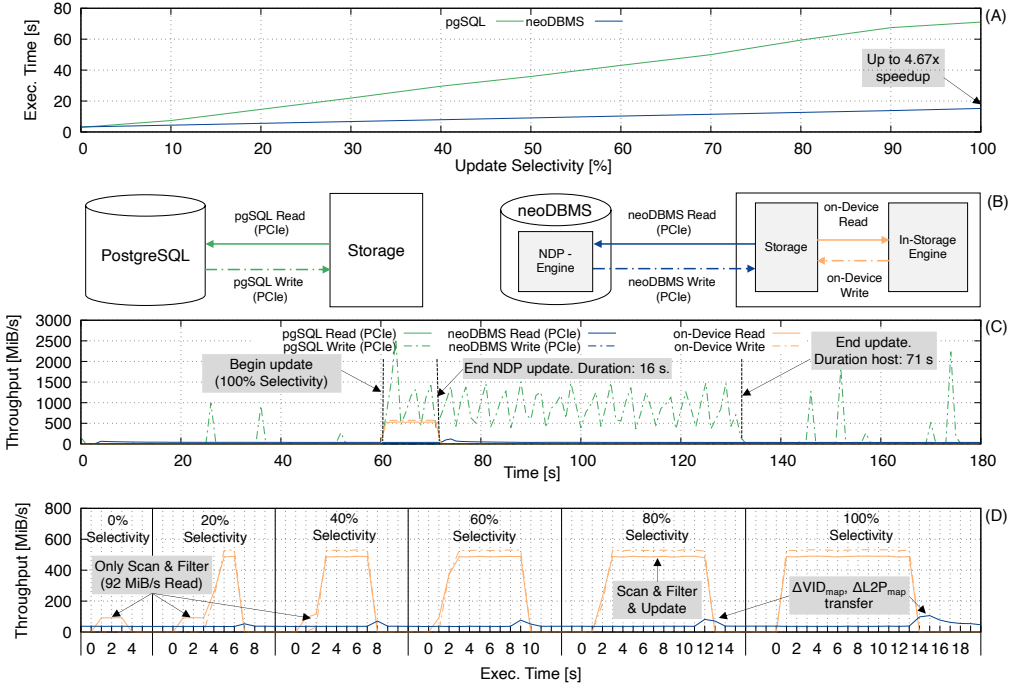 (A)
pgSQL
neoDBMS
Exec. Time [s]
80
60
40
20
0
Up to 4.67x
speedup
0 10 20 30 40 50 60 70 80 90 100
Update Selectivity [%]
(B)
PostgreSQL
pgSQL Read
(PCIe)
pgSQL Write
(PCIe)
Storage
neoDBMS
NDP -
Engine
neoDBMS Read
(PCIe)
neoDBMS Write
(PCIe)
Storage
on-Device
Read
on-Device
Write
In-Storage
Engine
(C)
Throughput [MiB/s]
3000
2500
2000
1500
1000
500
0
pgSQL Read (PCIe)
pgSQL Write (PCIe)
neoDBMS Read (PCIe)
neoDBMS Write (PCIe)
on-Device Read
on-Device Write
Begin update
(100% Selectivity)
End NDP update. Duration: 16 s.
End update.
Duration host: 71 s
0 20 40 60 80 100 120 140 160 180
Time [s]
(D)
Throughput [MiB/s]
800
600
400
200
0
0%
Selectivity
20%
Selectivity
40%
Selectivity
60%
Selectivity
80%
Selectivity
100%
Selectivity
Only Scan & Filter
(92 MiB/s Read)
Scan & Filter
& Update
ΔVIDmap, ΔL2Pmap
transfer
0 2 4 0 2 4 6 8 0 2 4 6 8 0 2 4 6 8 10 0 2 4 6 8 10 12 14 0 2 4 6 8 10 12 14 16 18
Exec. Time [s]